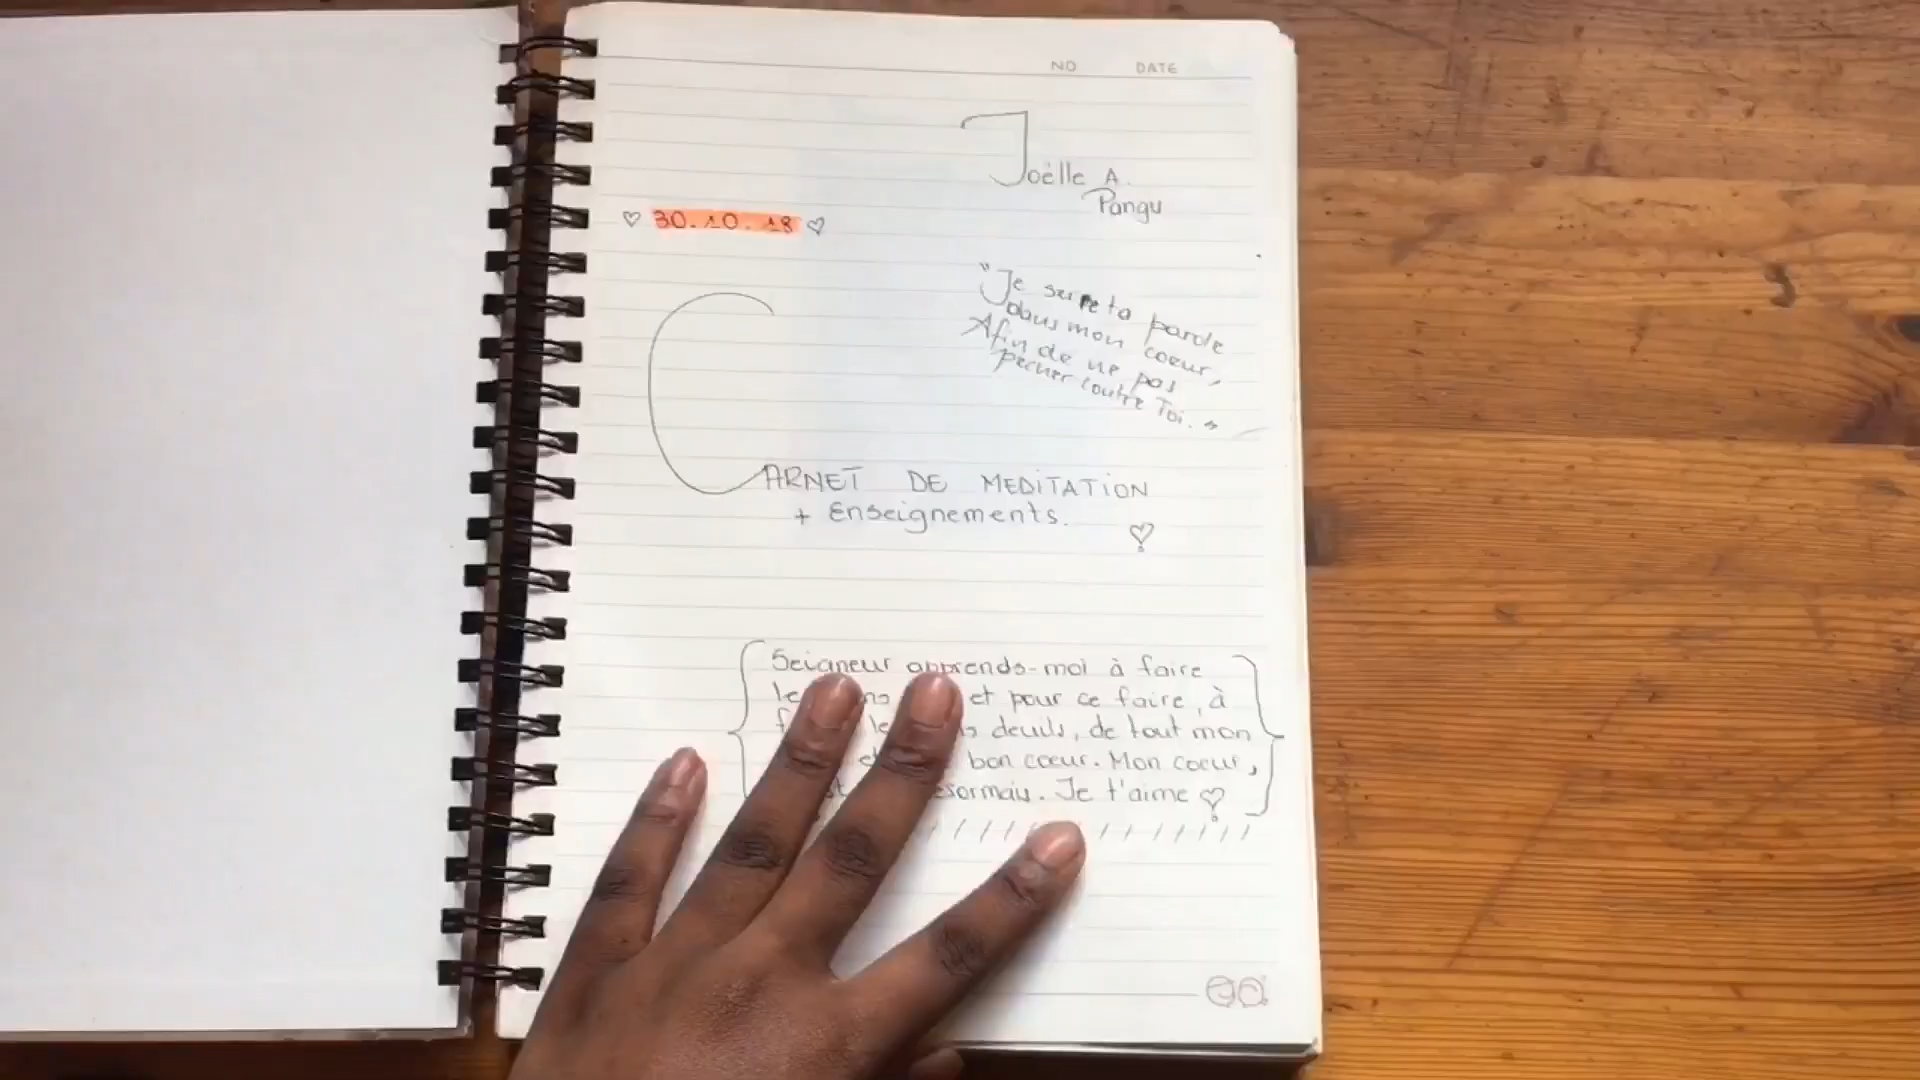 NO DATE
Joëlle A.
Pangu
♡ 30.10.18 ♡
"Je serre ta parole
dans mon coeur,
Afin de ne pas
pecher contre Toi."
CARNET DE MEDITATION
+ Enseignements.
Seigneur apprends-moi à faire
et pour ce faire, à
deuils, de tout mon
bon coeur. Mon coeur,
Je t'aime ♡